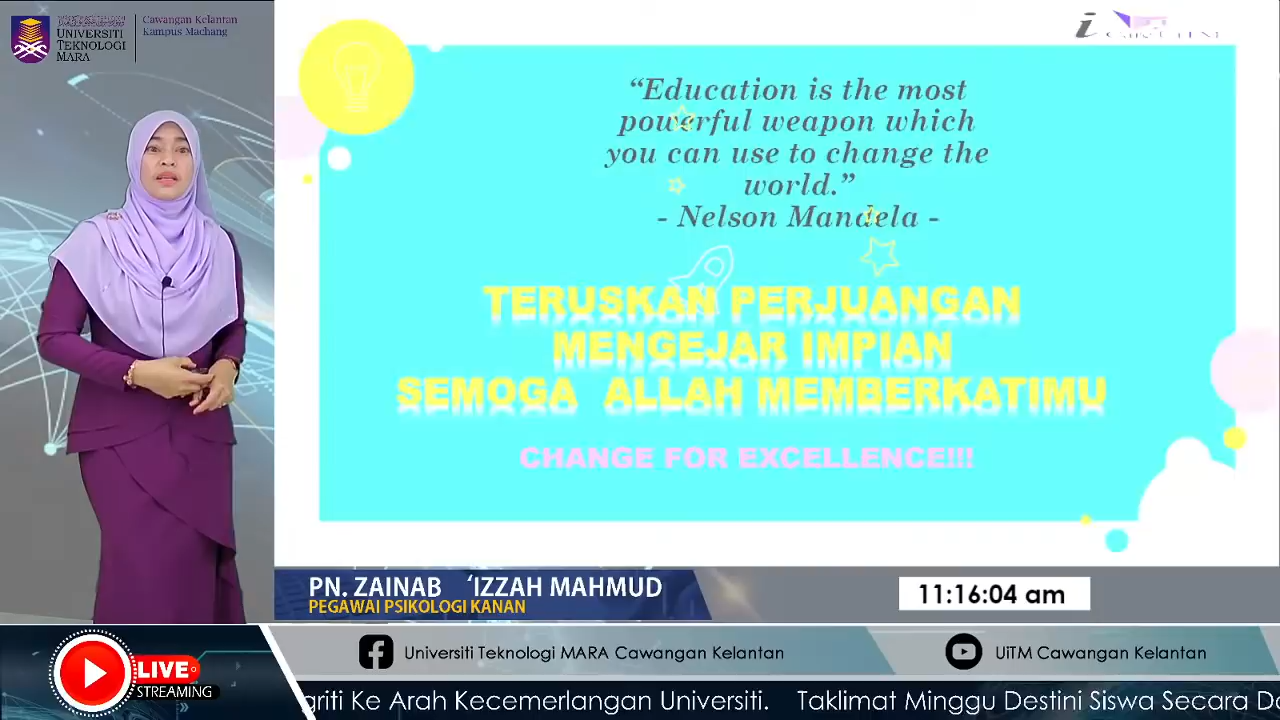 UNIVERSITI
TEKNOLOGI
MARA
Cawangan Kelantan
Kampus Machang
“Education is the most
powerful weapon which
you can use to change the
world.”
- Nelson Mandela -
TERUSKAN PERJUANGAN
MENGEJAR IMPIAN
SEMOGA ALLAH MEMBERKATIMU
CHANGE FOR EXCELLENCE!!!
PN. ZAINAB ‘IZZAH MAHMUD
PEGAWAI PSIKOLOGI KANAN
11:16:04 am
LIVE
STREAMING
Universiti Teknologi MARA Cawangan Kelantan
UiTM Cawangan Kelantan
griti Ke Arah Kecemerlangan Universiti. Taklimat Minggu Destini Siswa Secara